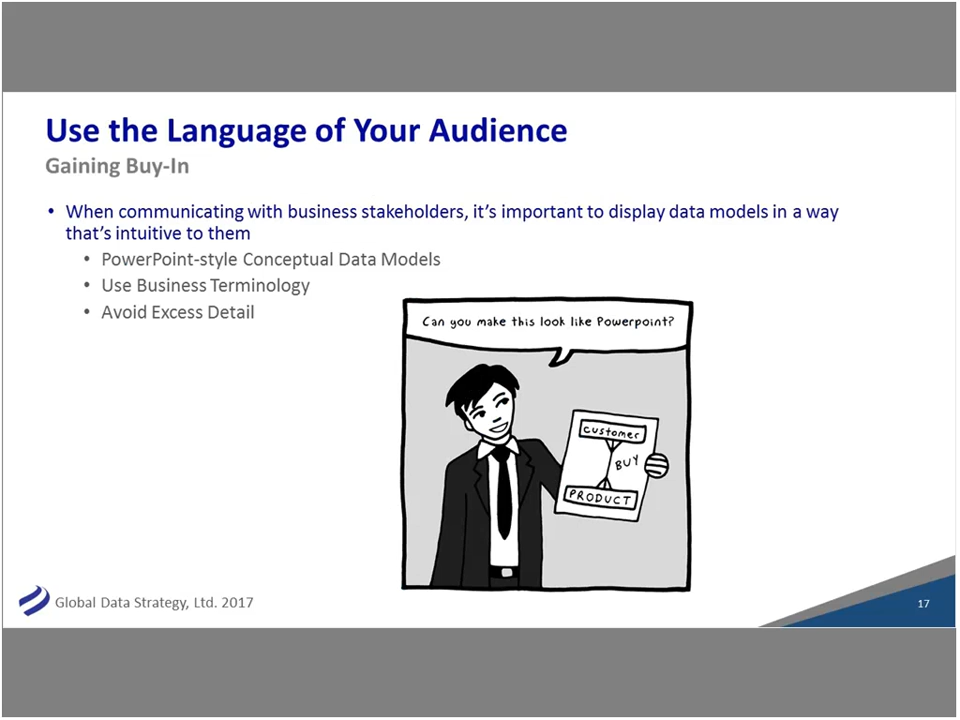 Use the Language of Your Audience
Gaining Buy-In
• When communicating with business stakeholders, it's important to display data models in a way
that's intuitive to them
• PowerPoint-style Conceptual Data Models
• Use Business Terminology
• Avoid Excess Detail
Can you make this look like Powerpoint?
Customer
BUY
PRODUCT
Global Data Strategy, Ltd. 2017
17